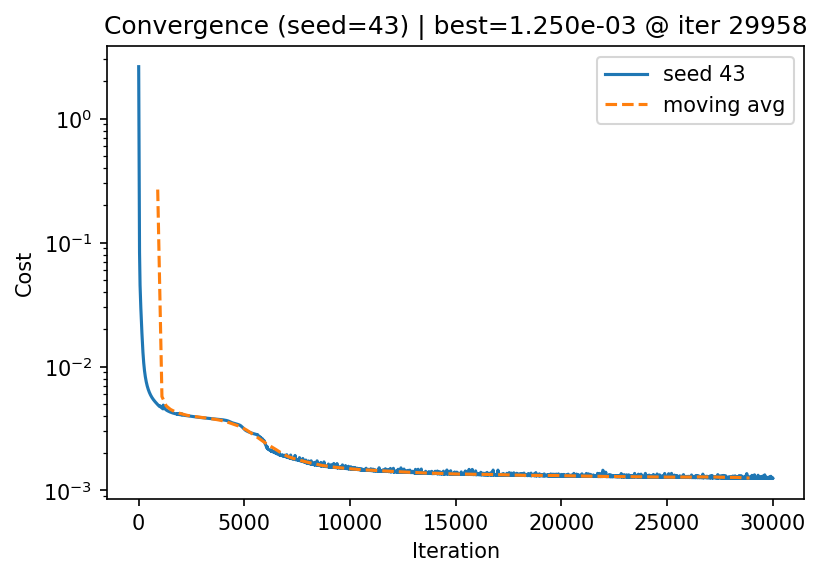 Convergence (seed=43) | best=1.250e-03 @ iter 29958
seed 43
moving avg
10⁰
10⁻¹
10⁻²
10⁻³
Cost
0 5000 10000 15000 20000 25000 30000
Iteration